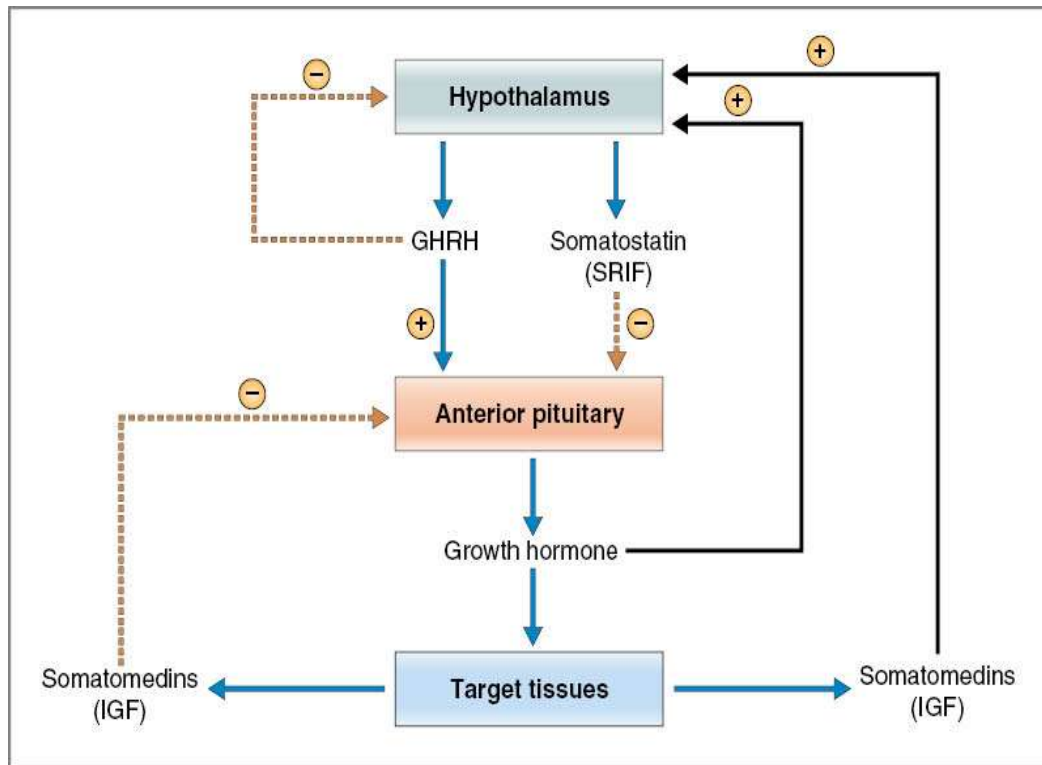 +
−
+
Hypothalamus
GHRH
Somatostatin
(SRIF)
+
−
−
Anterior pituitary
Growth hormone
Somatomedins
(IGF)
Target tissues
Somatomedins
(IGF)